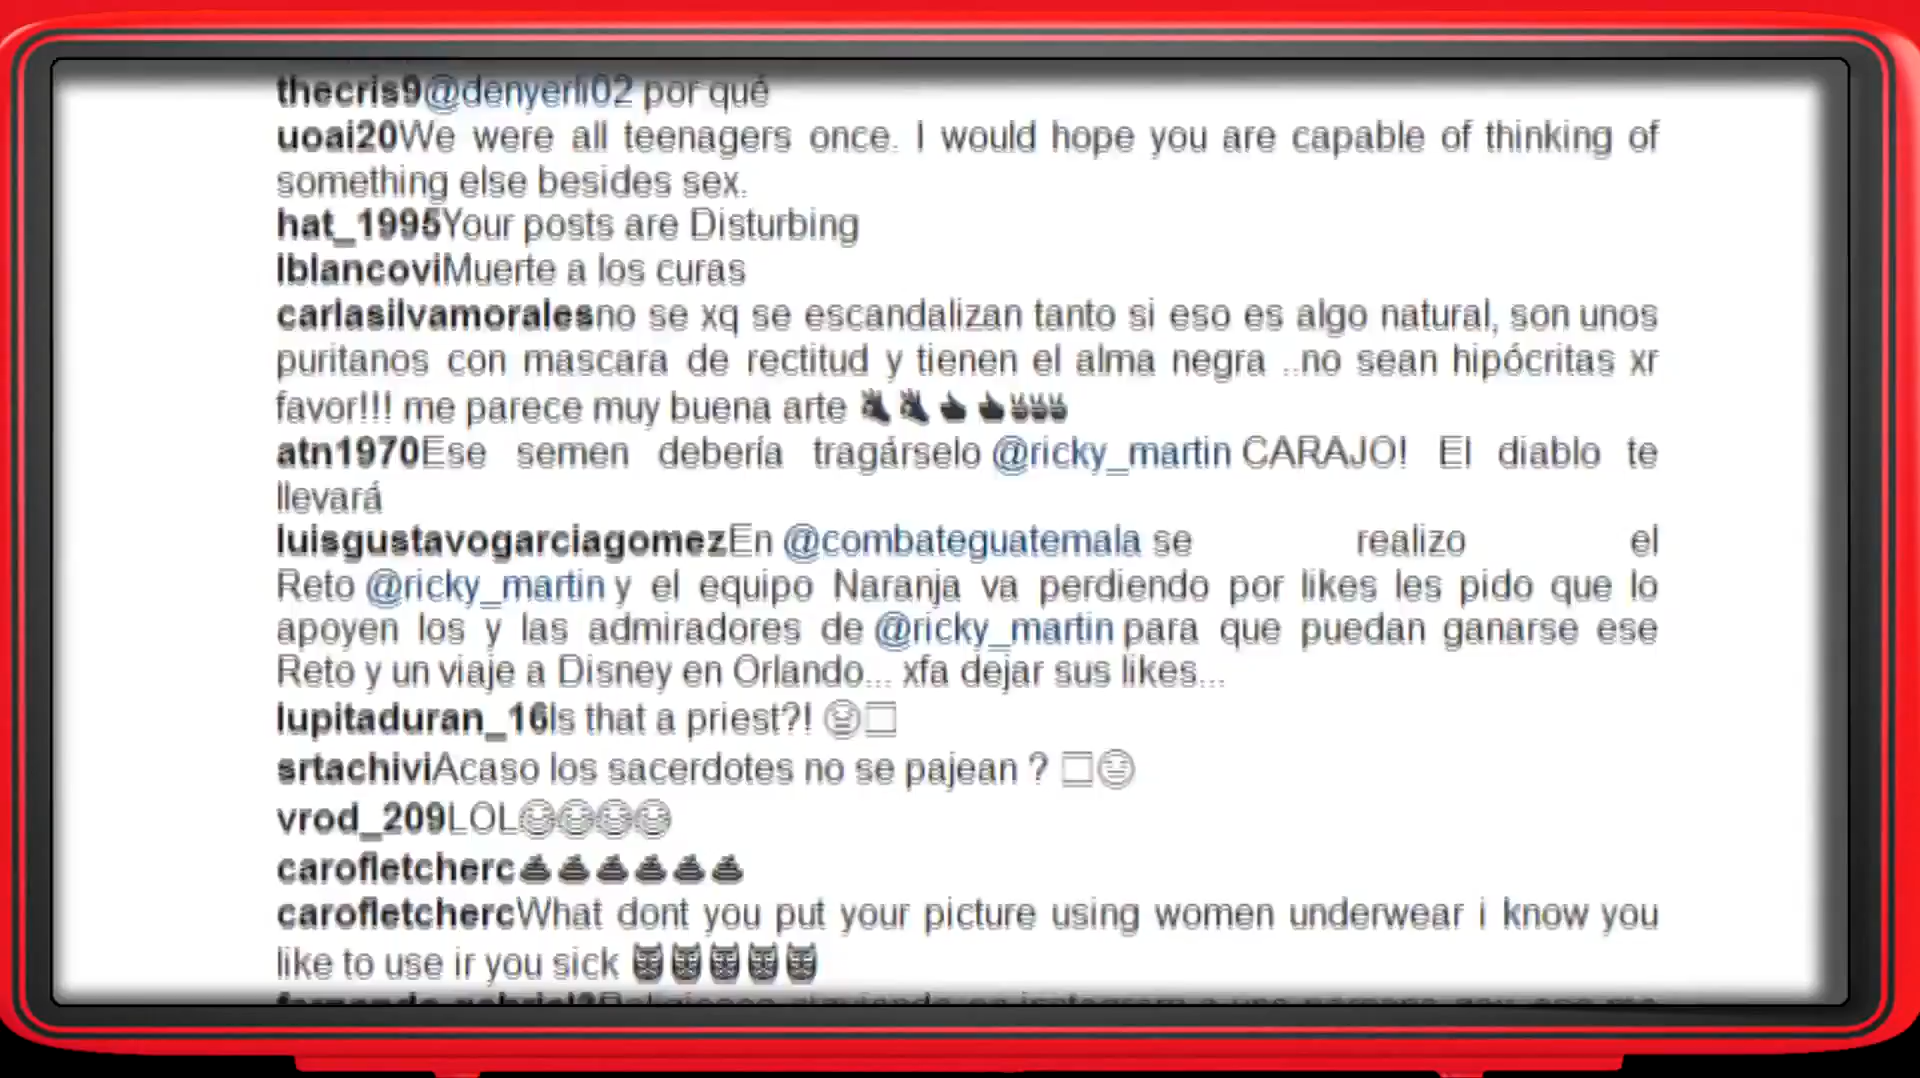 thecris9@denyerli02 por qué
uoai20We were all teenagers once. I would hope you are capable of thinking of
something else besides sex.
hat_1995Your posts are Disturbing
lblancoviMuerte a los curas
carlasilvamoralesno se xq se escandalizan tanto si eso es algo natural, son unos
puritanos con mascara de rectitud y tienen el alma negra ..no sean hipócritas xr
favor!!! me parece muy buena arte
atn1970Ese semen debería tragárselo @ricky_martin CARAJO! El diablo te
llevará
luisgustavogarciagomezEn @combateguatemala se realizo el
Reto @ricky_martin y el equipo Naranja va perdiendo por likes les pido que lo
apoyen los y las admiradores de @ricky_martin para que puedan ganarse ese
Reto y un viaje a Disney en Orlando... xfa dejar sus likes...
lupitaduran_16Is that a priest?!
srtachiviAcaso los sacerdotes no se pajean ?
vrod_209LOL
carofletcherc
carofletchercWhat dont you put your picture using women underwear i know you
like to use ir you sick